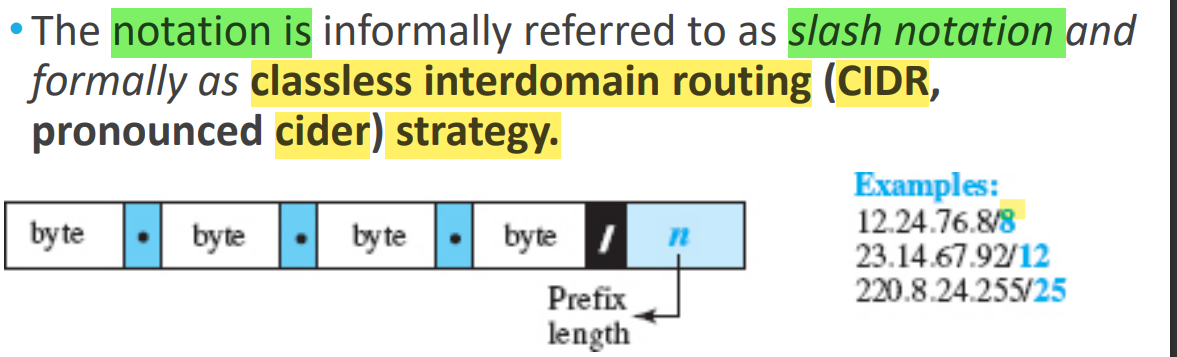 • The notation is informally referred to as slash notation and
formally as classless interdomain routing (CIDR,
pronounced cider) strategy.
byte • byte • byte • byte / n
Prefix
length
Examples:
12.24.76.8/8
23.14.67.92/12
220.8.24.255/25